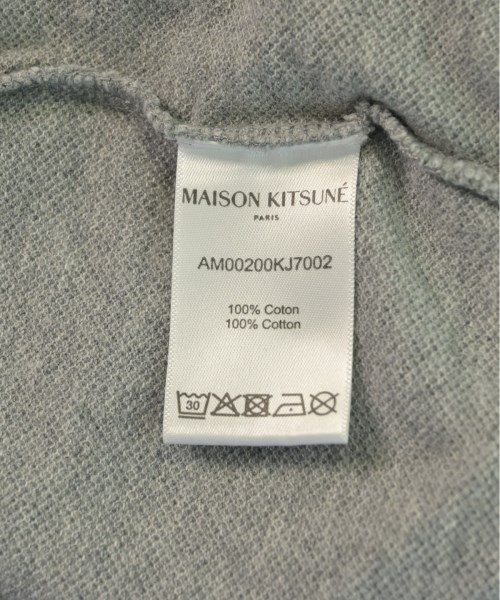 MAISON KITSUNÉ
PARIS
AM00200KJ7002
100% Coton
100% Cotton
30